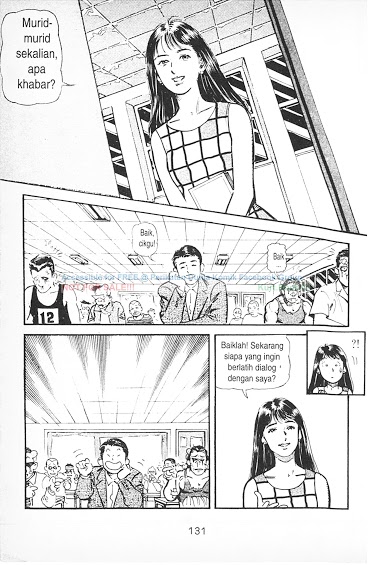 Murid-
murid
sekalian,
apa
khabar?
Baik,
cikgu!
Baik
12
Baiklah! Sekarang
siapa yang ingin
berlatih dialog
dengan saya?
?!
131